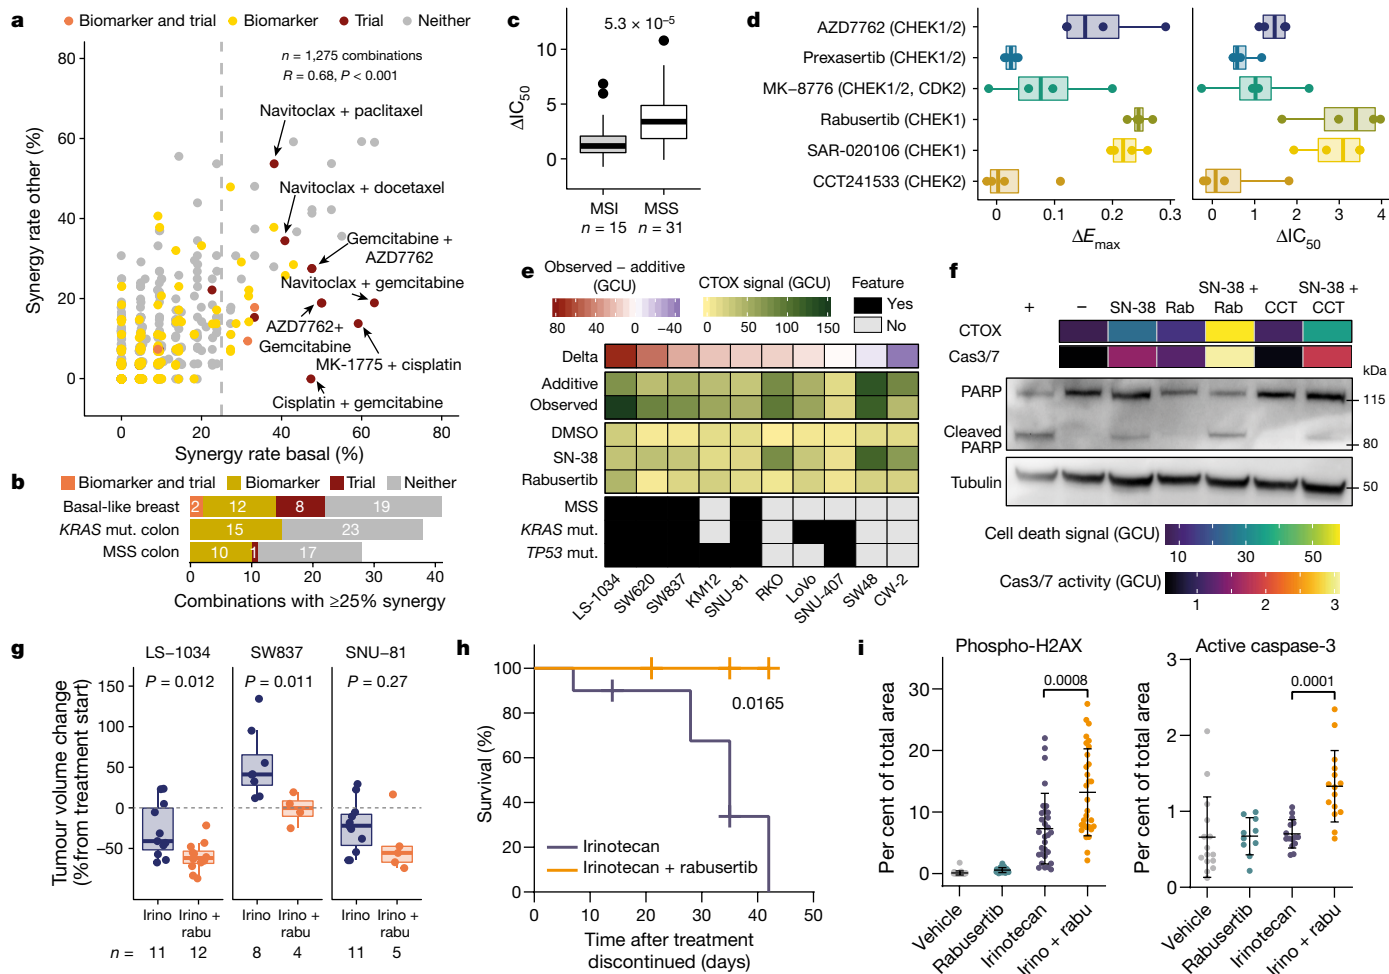 a
Biomarker and trial
Biomarker
Trial
Neither
n = 1,275 combinations
R = 0.68, P < 0.001
Navitoclax + paclitaxel
Navitoclax + docetaxel
Gemcitabine +
AZD7762
Navitoclax + gemcitabine
AZD7762+
Gemcitabine
MK-1775 + cisplatin
Cisplatin + gemcitabine
Synergy rate other (%)
80
60
40
20
0
0 20 40 60 80
Synergy rate basal (%)
b
Biomarker and trial
Biomarker
Trial
Neither
Basal-like breast 2 12 8 19
KRAS mut. colon 15 23
MSS colon 10 1 17
0 10 20 30 40
Combinations with ≥25% synergy
c
5.3 × 10⁻⁵
ΔIC50
10
5
0
MSI MSS
n = 15 n = 31
d
AZD7762 (CHEK1/2)
Prexasertib (CHEK1/2)
MK-8776 (CHEK1/2, CDK2)
Rabusertib (CHEK1)
SAR-020106 (CHEK1)
CCT241533 (CHEK2)
0 0.1 0.2 0.3
ΔEmax
0 1 2 3 4
ΔIC50
e
Observed – additive
(GCU)
80 40 0 −40
CTOX signal (GCU)
0 50 100 150
Feature
Yes
No
Delta
Additive
Observed
DMSO
SN-38
Rabusertib
MSS
KRAS mut.
TP53 mut.
LS-1034 SW620 SW837 KM12 SNU-81 RKO LoVo SNU-407 SW48 CW-2
f
+ − SN-38 Rab SN-38 + Rab CCT SN-38 + CCT
CTOX
Cas3/7
kDa
PARP
115
Cleaved
PARP
80
Tubulin
50
Cell death signal (GCU)
10 30 50
Cas3/7 activity (GCU)
1 2 3
g
LS−1034 SW837 SNU−81
P = 0.012 P = 0.011 P = 0.27
Tumour volume change
(% from treatment start)
150
100
50
0
−50
Irino Irino + rabu Irino Irino + rabu Irino Irino + rabu
n = 11 12 8 4 11 5
h
Survival (%)
100
80
60
40
20
0
0.0165
Irinotecan
Irinotecan + rabusertib
0 10 20 30 40 50
Time after treatment
discontinued (days)
i
Phospho-H2AX
0.0008
Per cent of total area
30
20
10
0
Vehicle Rabusertib Irinotecan Irino + rabu
Active caspase-3
0.0001
Per cent of total area
3
2
1
0
Vehicle Rabusertib Irinotecan Irino + rabu